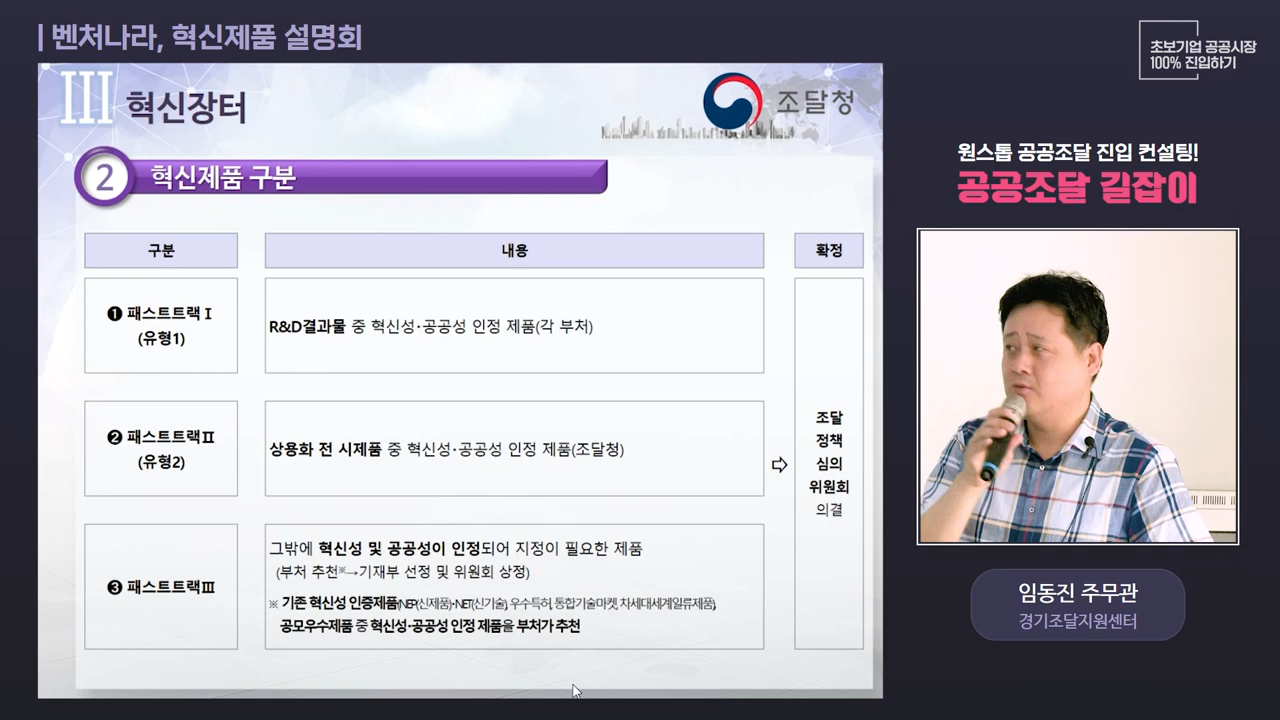 | 벤처나라, 혁신제품 설명회
초보기업 공공시장
100% 진입하기
III 혁신장터
조달청
2 혁신제품 구분
원스톱 공공조달 진입 컨설팅!
공공조달 길잡이
구분
내용
확정
❶ 패스트트랙 I
(유형1)
R&D결과물 중 혁신성·공공성 인정 제품(각 부처)
❷ 패스트트랙Ⅱ
(유형2)
상용화 전 시제품 중 혁신성·공공성 인정 제품(조달청)
❸ 패스트트랙Ⅲ
그밖에 혁신성 및 공공성이 인정되어 지정이 필요한 제품
(부처 추천※→기재부 선정 및 위원회 상정)
※ 기존 혁신성 인증제품(NEP(신제품)·NET(신기술), 우수특허, 통합기술마켓, 차세대세계일류제품),
공모우수제품 중 혁신성·공공성 인정 제품을 부처가 추천
⇨
조달
정책
심의
위원회
의결
임동진 주무관
경기조달지원센터